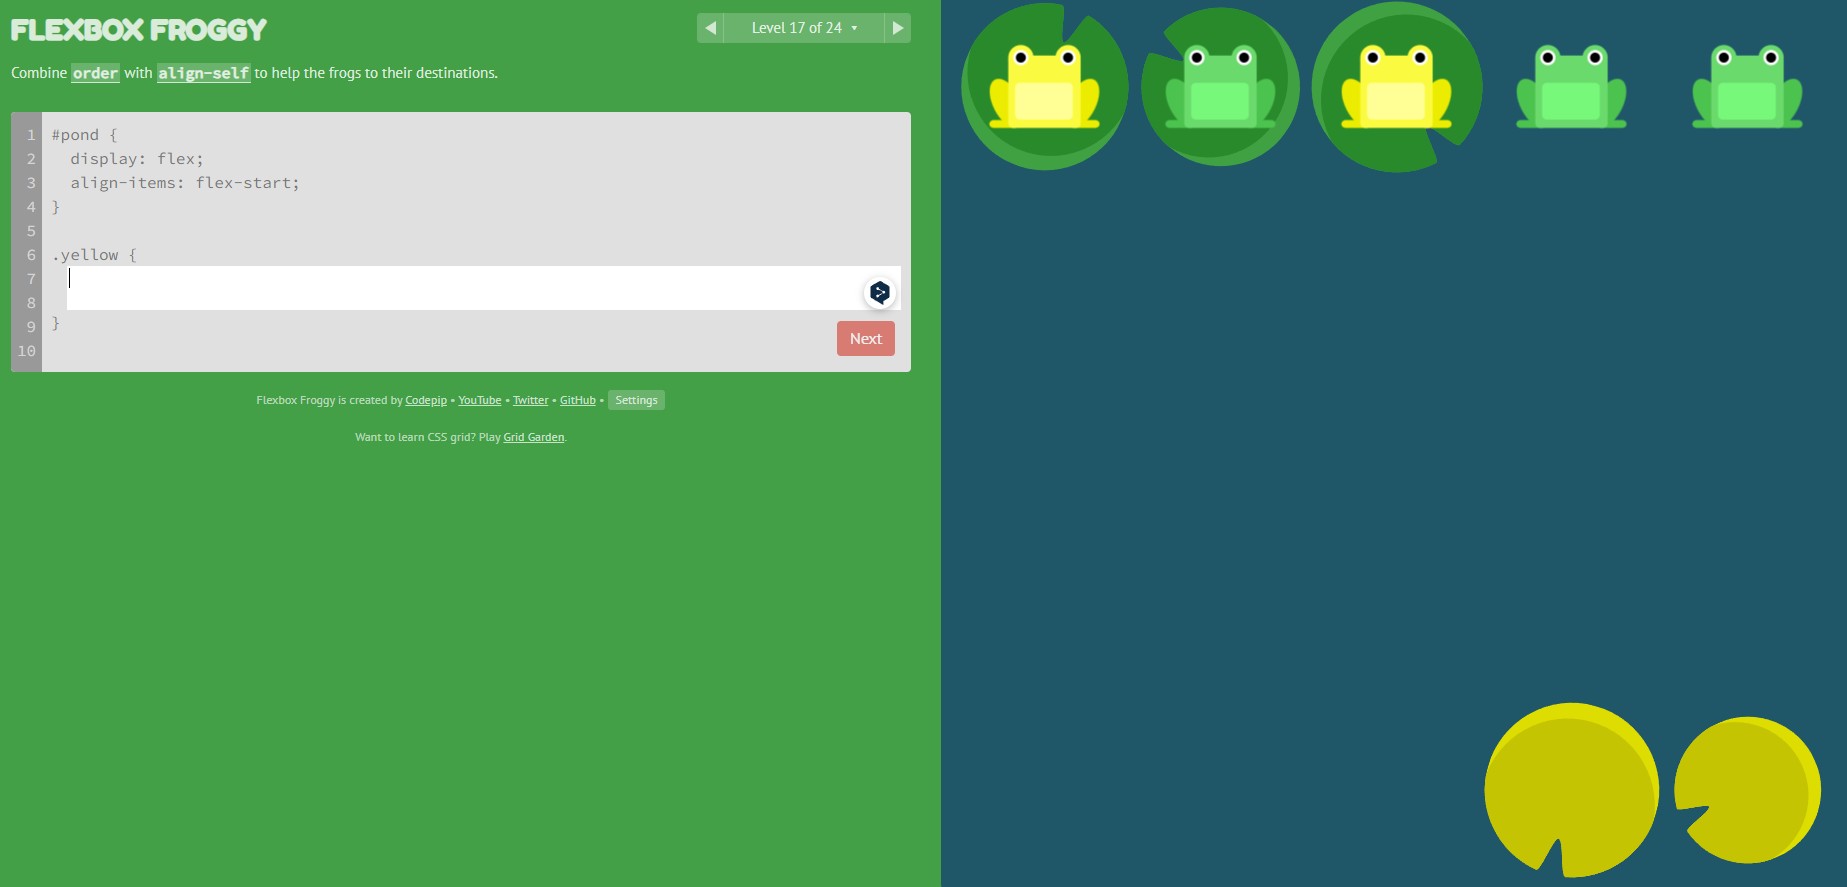 FLEXBOX FROGGY
Level 17 of 24
Combine order with align-self to help the frogs to their destinations.
1 #pond {
2 display: flex;
3 align-items: flex-start;
4 }
5
6 .yellow {
7
8
9 }
10
Next
Flexbox Froggy is created by Codepip • YouTube • Twitter • GitHub • Settings
Want to learn CSS grid? Play Grid Garden.